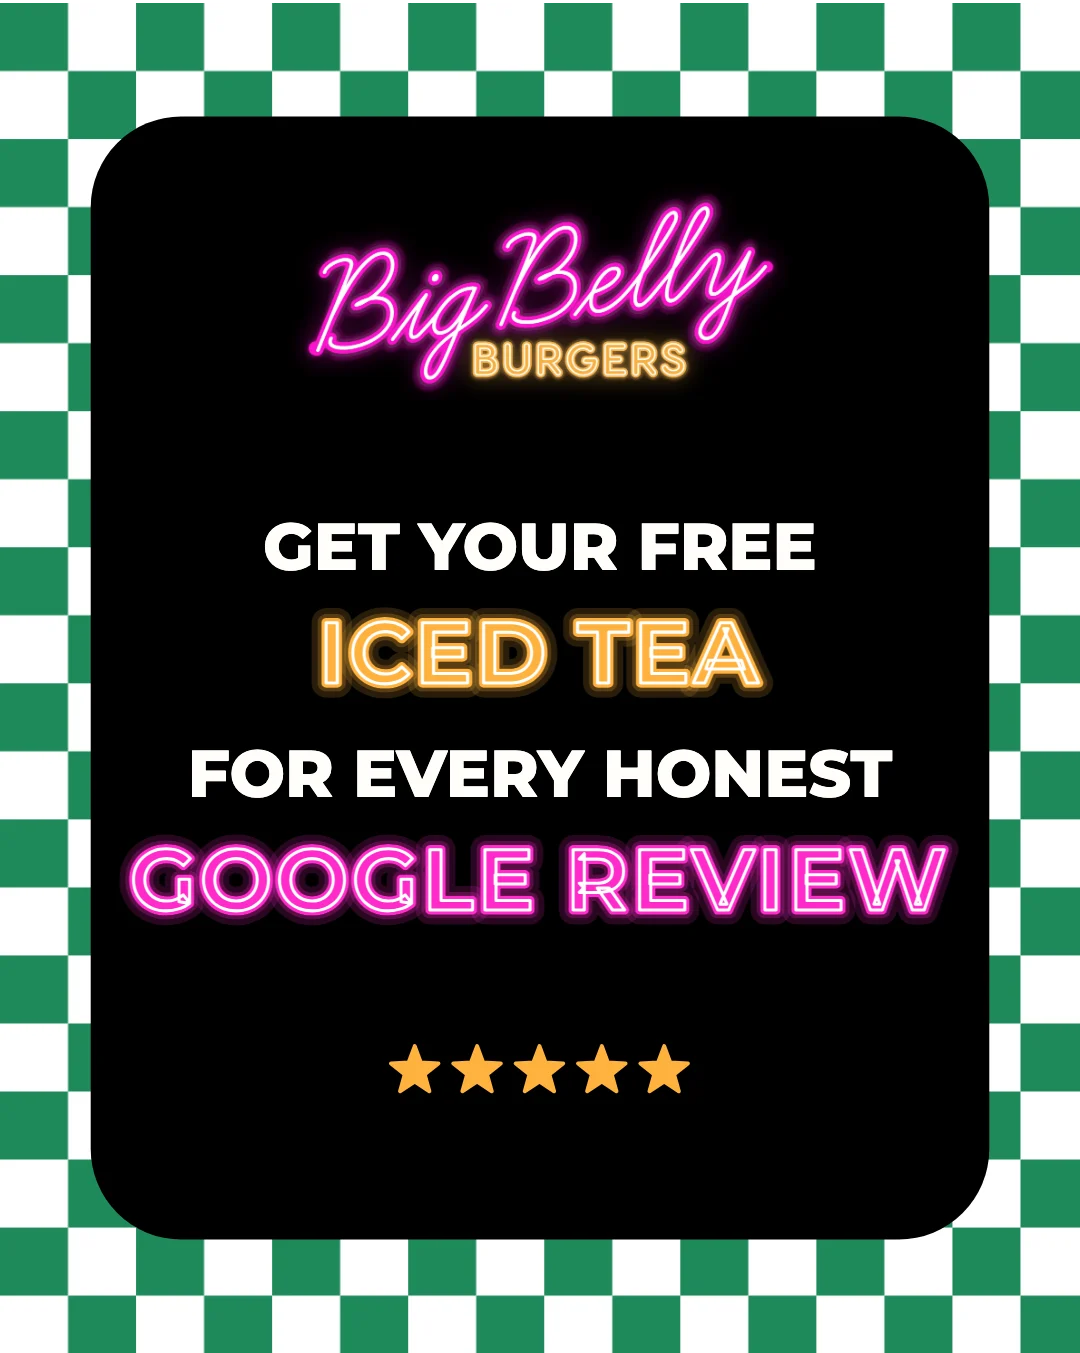 Big Belly
BURGERS
GET YOUR FREE
ICED TEA
FOR EVERY HONEST
GOOGLE REVIEW